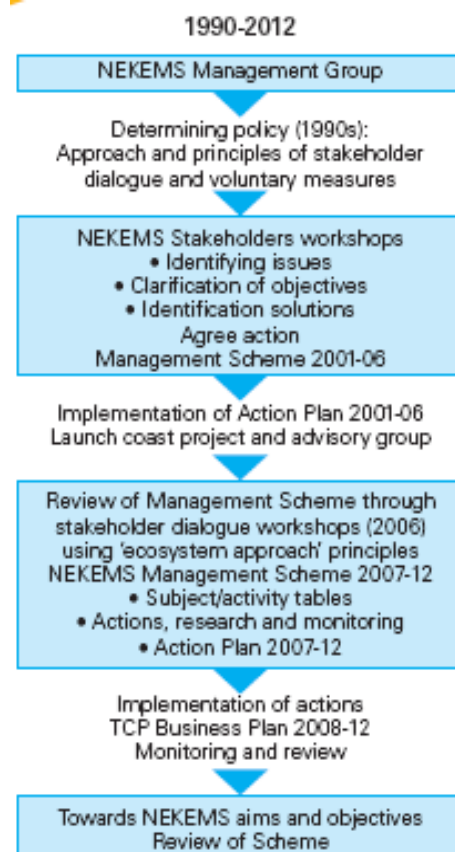 1990-2012
NEKEMS Management Group
Determining policy (1990s):
Approach and principles of stakeholder
dialogue and voluntary measures
NEKEMS Stakeholders workshops
• Identifying issues
• Clarification of objectives
• Identification solutions
Agree action
Management Scheme 2001-06
Implementation of Action Plan 2001-06
Launch coast project and advisory group
Review of Management Scheme through
stakeholder dialogue workshops (2006)
using 'ecosystem approach' principles
NEKEMS Management Scheme 2007-12
• Subject/activity tables
• Actions, research and monitoring
• Action Plan 2007-12
Implementation of actions
TCP Business Plan 2008-12
Monitoring and review
Towards NEKEMS aims and objectives
Review of Scheme